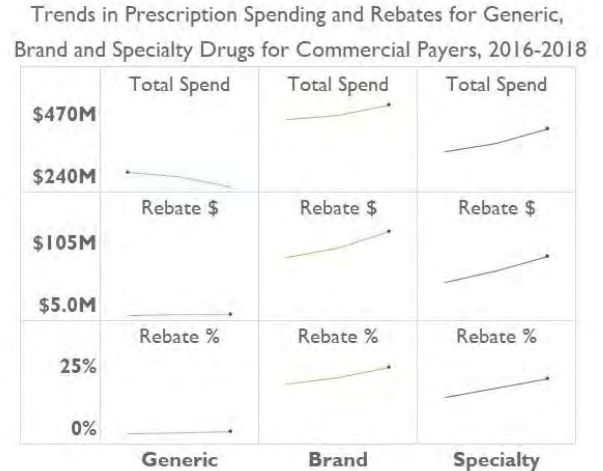 Trends in Prescription Spending and Rebates for Generic,
Brand and Specialty Drugs for Commercial Payers, 2016-2018
Total Spend Total Spend Total Spend
$470M
$240M
Rebate $ Rebate $ Rebate $
$105M
$5.0M
Rebate % Rebate % Rebate %
25%
0%
Generic Brand Specialty